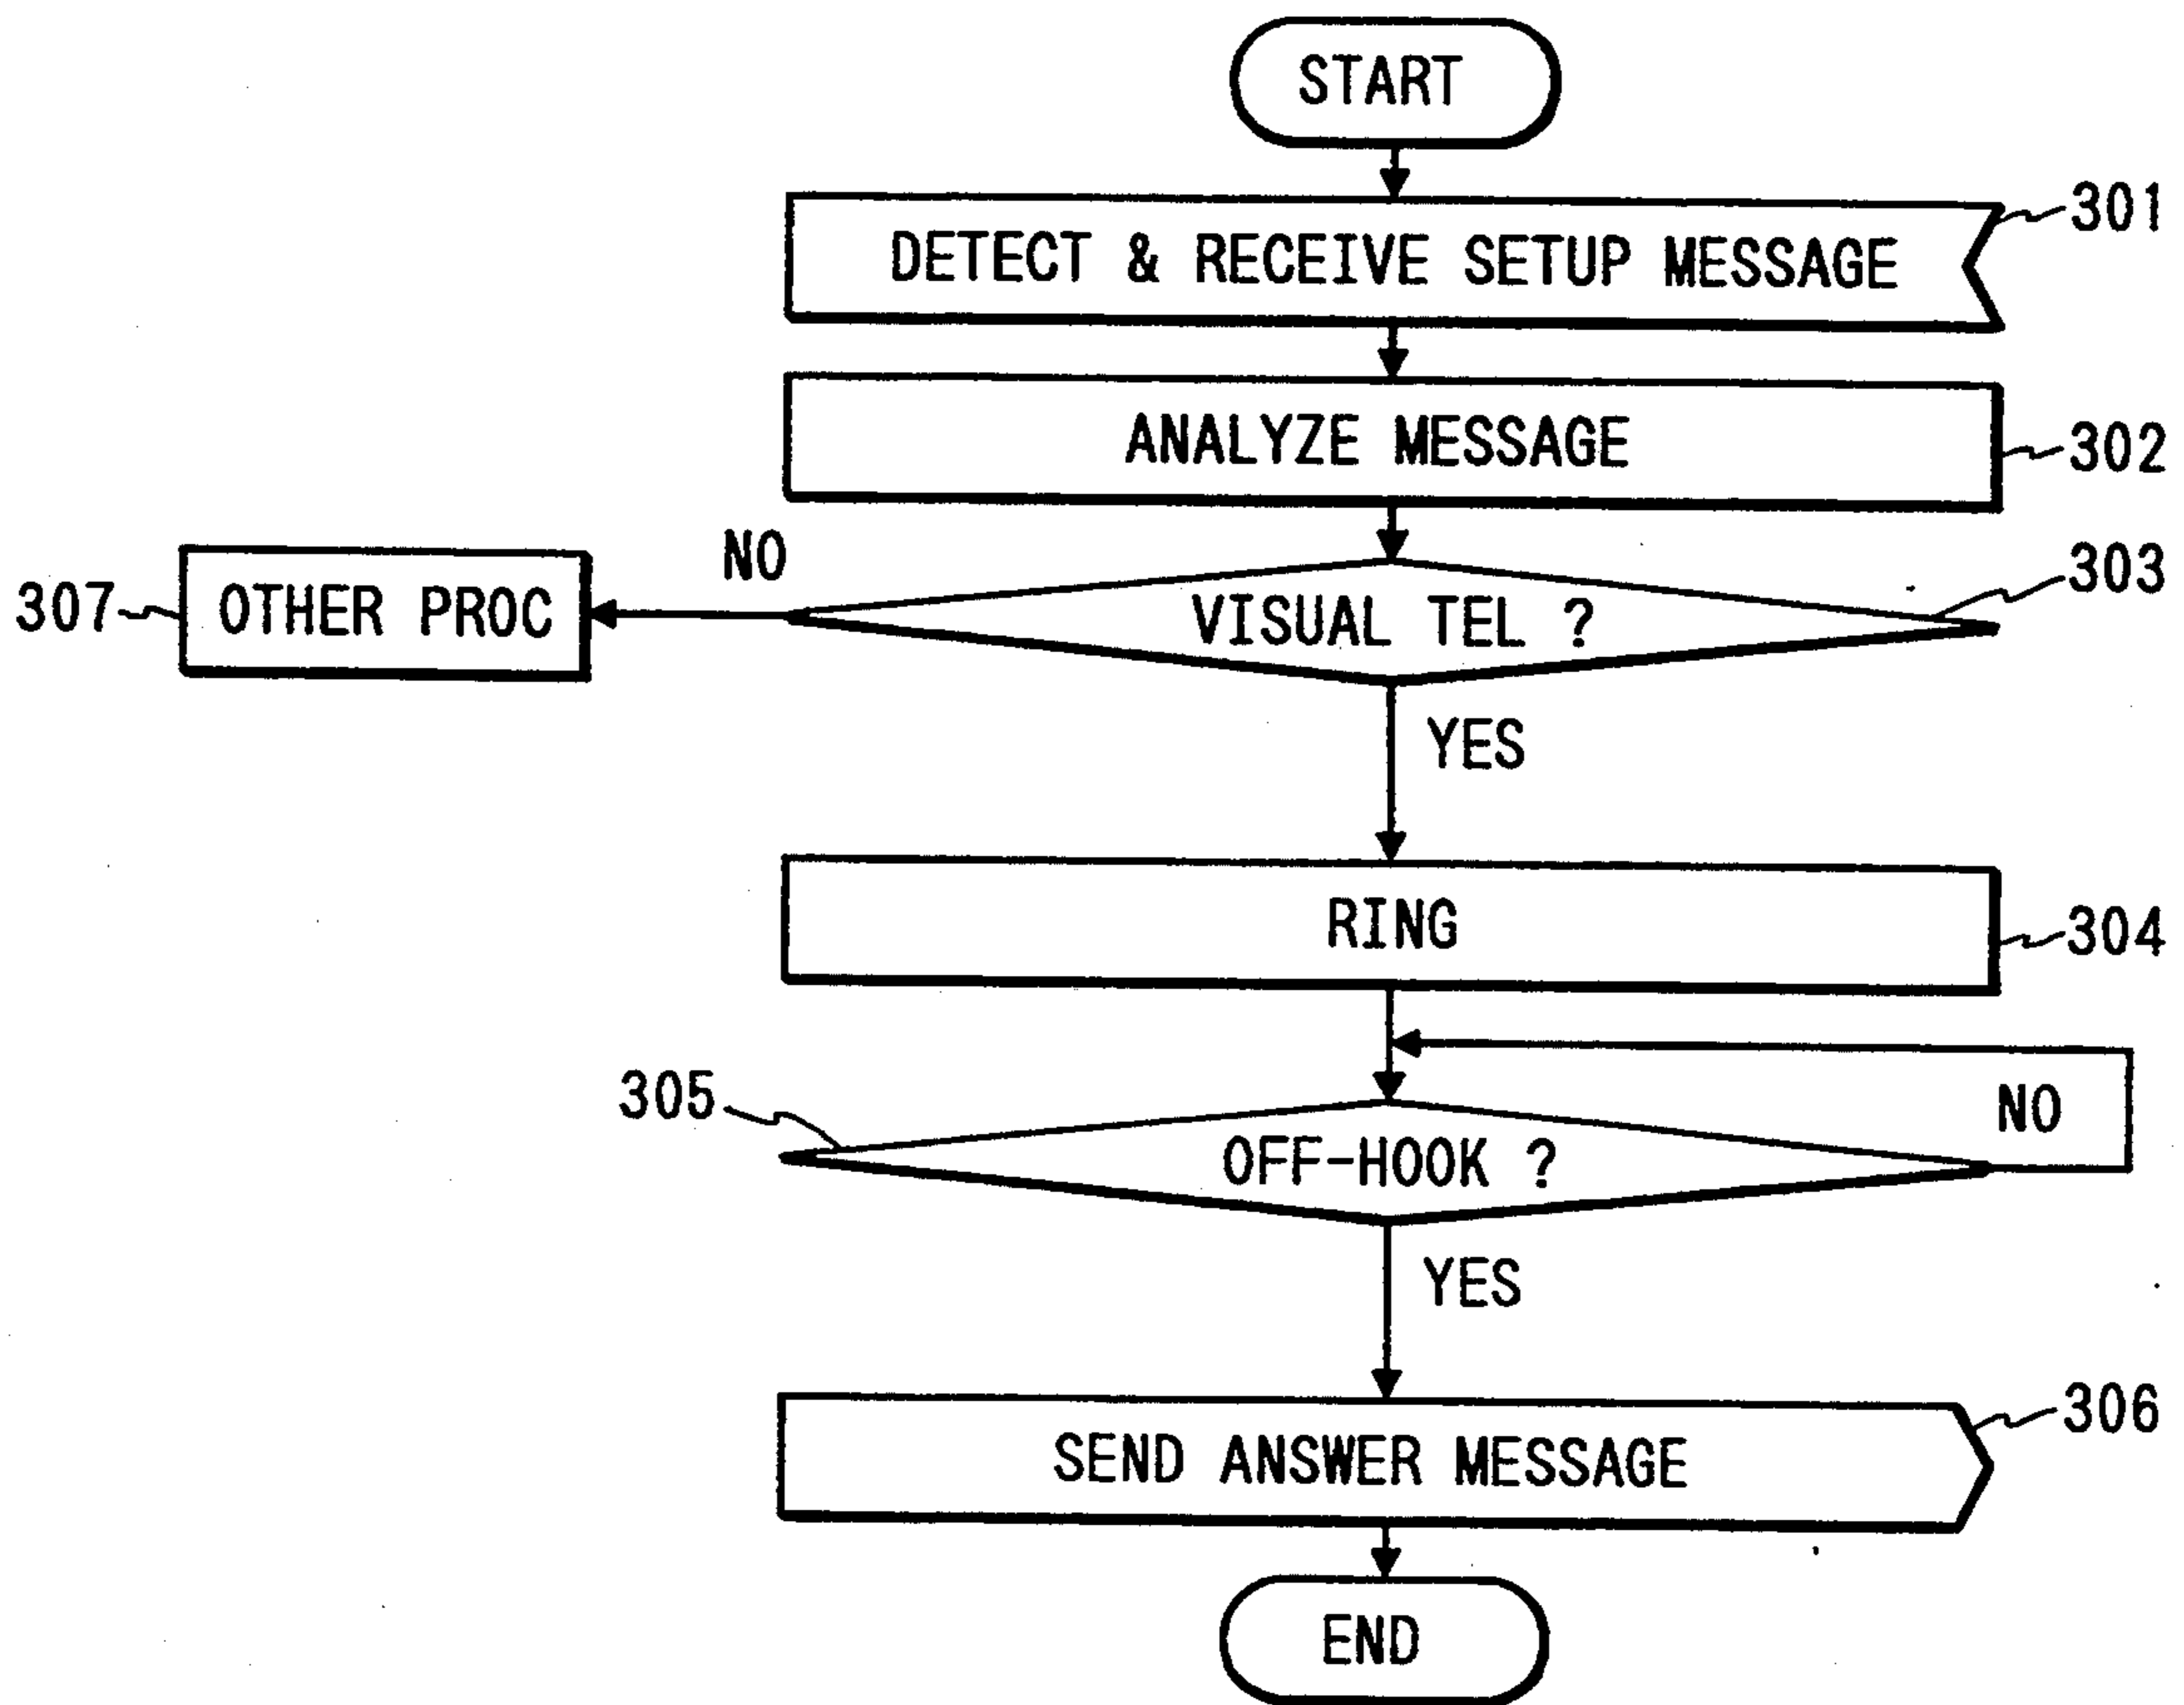 START
DETECT & RECEIVE SETUP MESSAGE
301
ANALYZE MESSAGE
302
NO
307
OTHER PROC
VISUAL TEL ?
303
YES
RING
304
305
NO
OFF-HOOK ?
YES
SEND ANSWER MESSAGE
306
END